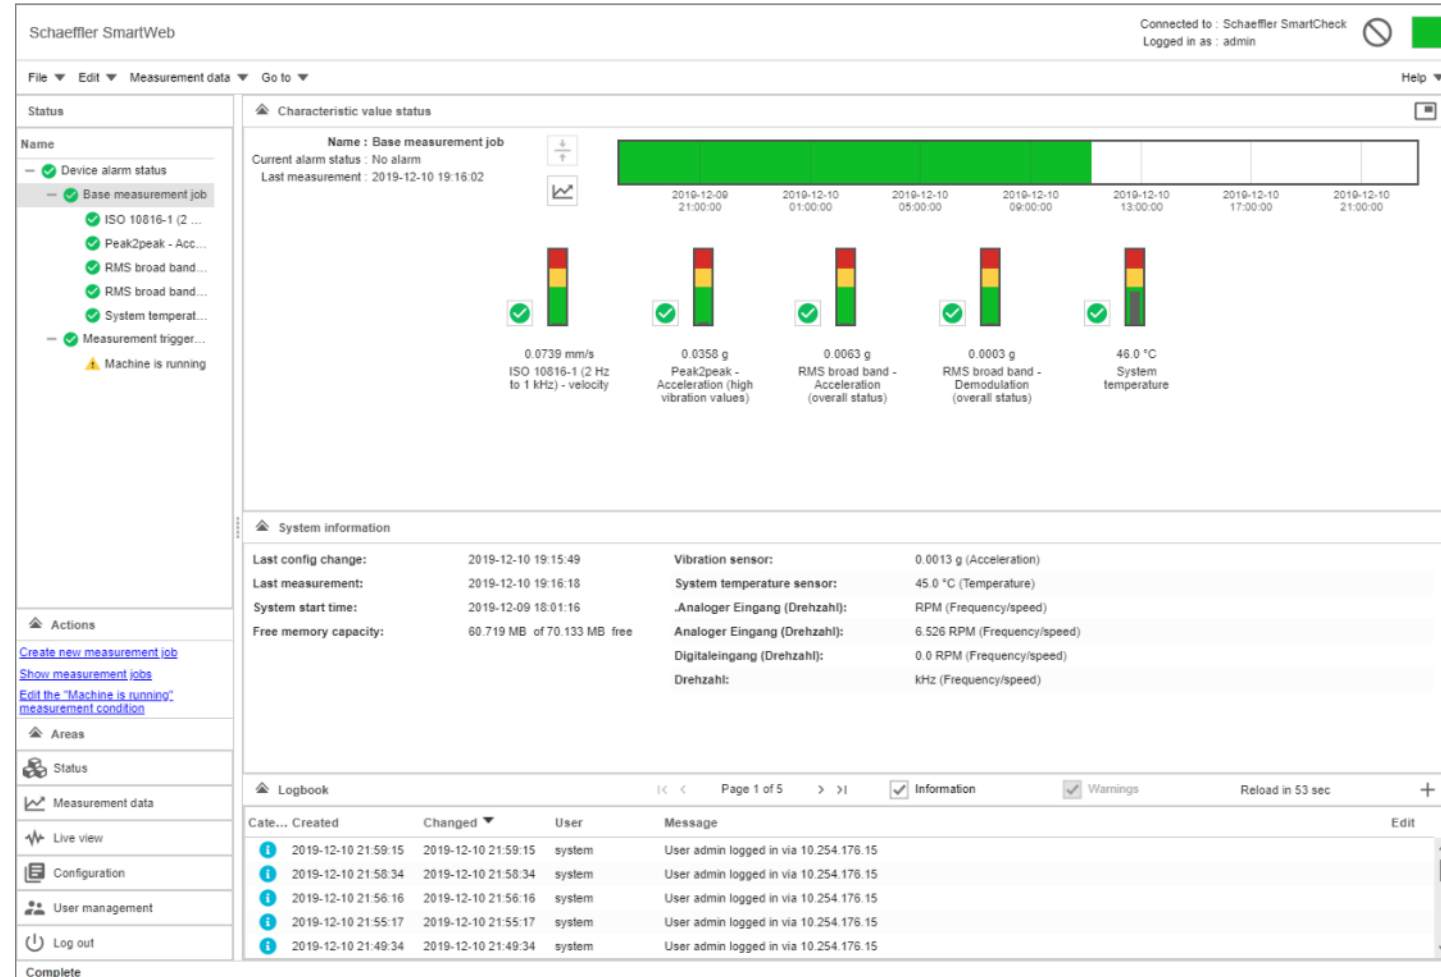 Schaeffler SmartWeb
Connected to : Schaeffler SmartCheck
Logged in as : admin
File Edit Measurement data Go to Help
Status
Name
Device alarm status
Base measurement job
ISO 10816-1 (2 ...
Peak2peak - Acc...
RMS broad band...
RMS broad band...
System temperat...
Measurement trigger...
Machine is running
Actions
Create new measurement job
Show measurement jobs
Edit the "Machine is running"
measurement condition
Areas
Status
Measurement data
Live view
Configuration
User management
Log out
Complete
Characteristic value status
Name : Base measurement job
Current alarm status : No alarm
Last measurement : 2019-12-10 19:16:02
2019-12-09 2019-12-10 2019-12-10 2019-12-10 2019-12-10 2019-12-10 2019-12-10
21:00:00 01:00:00 05:00:00 09:00:00 13:00:00 17:00:00 21:00:00
0.0739 mm/s
ISO 10816-1 (2 Hz
to 1 kHz) - velocity
0.0358 g
Peak2peak -
Acceleration (high
vibration values)
0.0063 g
RMS broad band -
Acceleration
(overall status)
0.0003 g
RMS broad band -
Demodulation
(overall status)
46.0 °C
System
temperature
System information
Last config change: 2019-12-10 19:15:49
Last measurement: 2019-12-10 19:16:18
System start time: 2019-12-09 18:01:16
Free memory capacity: 60.719 MB of 70.133 MB free
Vibration sensor: 0.0013 g (Acceleration)
System temperature sensor: 45.0 °C (Temperature)
.Analoger Eingang (Drehzahl): RPM (Frequency/speed)
Analoger Eingang (Drehzahl): 6.526 RPM (Frequency/speed)
Digitaleingang (Drehzahl): 0.0 RPM (Frequency/speed)
Drehzahl: kHz (Frequency/speed)
Logbook Page 1 of 5 Information Warnings Reload in 53 sec
Cate... Created Changed User Message Edit
2019-12-10 21:59:15 2019-12-10 21:59:15 system User admin logged in via 10.254.176.15
2019-12-10 21:58:34 2019-12-10 21:58:34 system User admin logged in via 10.254.176.15
2019-12-10 21:56:16 2019-12-10 21:56:16 system User admin logged in via 10.254.176.15
2019-12-10 21:55:17 2019-12-10 21:55:17 system User admin logged in via 10.254.176.15
2019-12-10 21:49:34 2019-12-10 21:49:34 system User admin logged in via 10.254.176.15